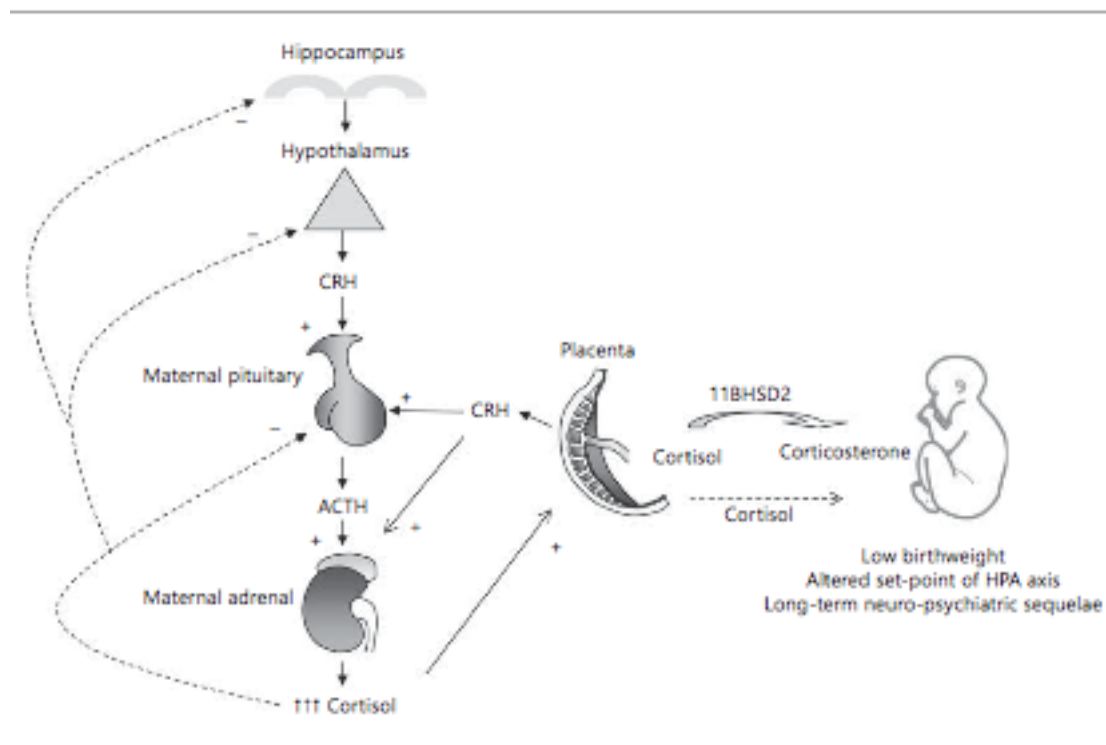 Hippocampus
–
Hypothalamus
–
CRH
+
Maternal pituitary
–
Placenta
+
CRH
11BHSD2
Cortisol
Corticosterone
Cortisol
ACTH
+
+
+
Maternal adrenal
↑↑↑ Cortisol
Low birthweight
Altered set-point of HPA axis
Long-term neuro-psychiatric sequelae